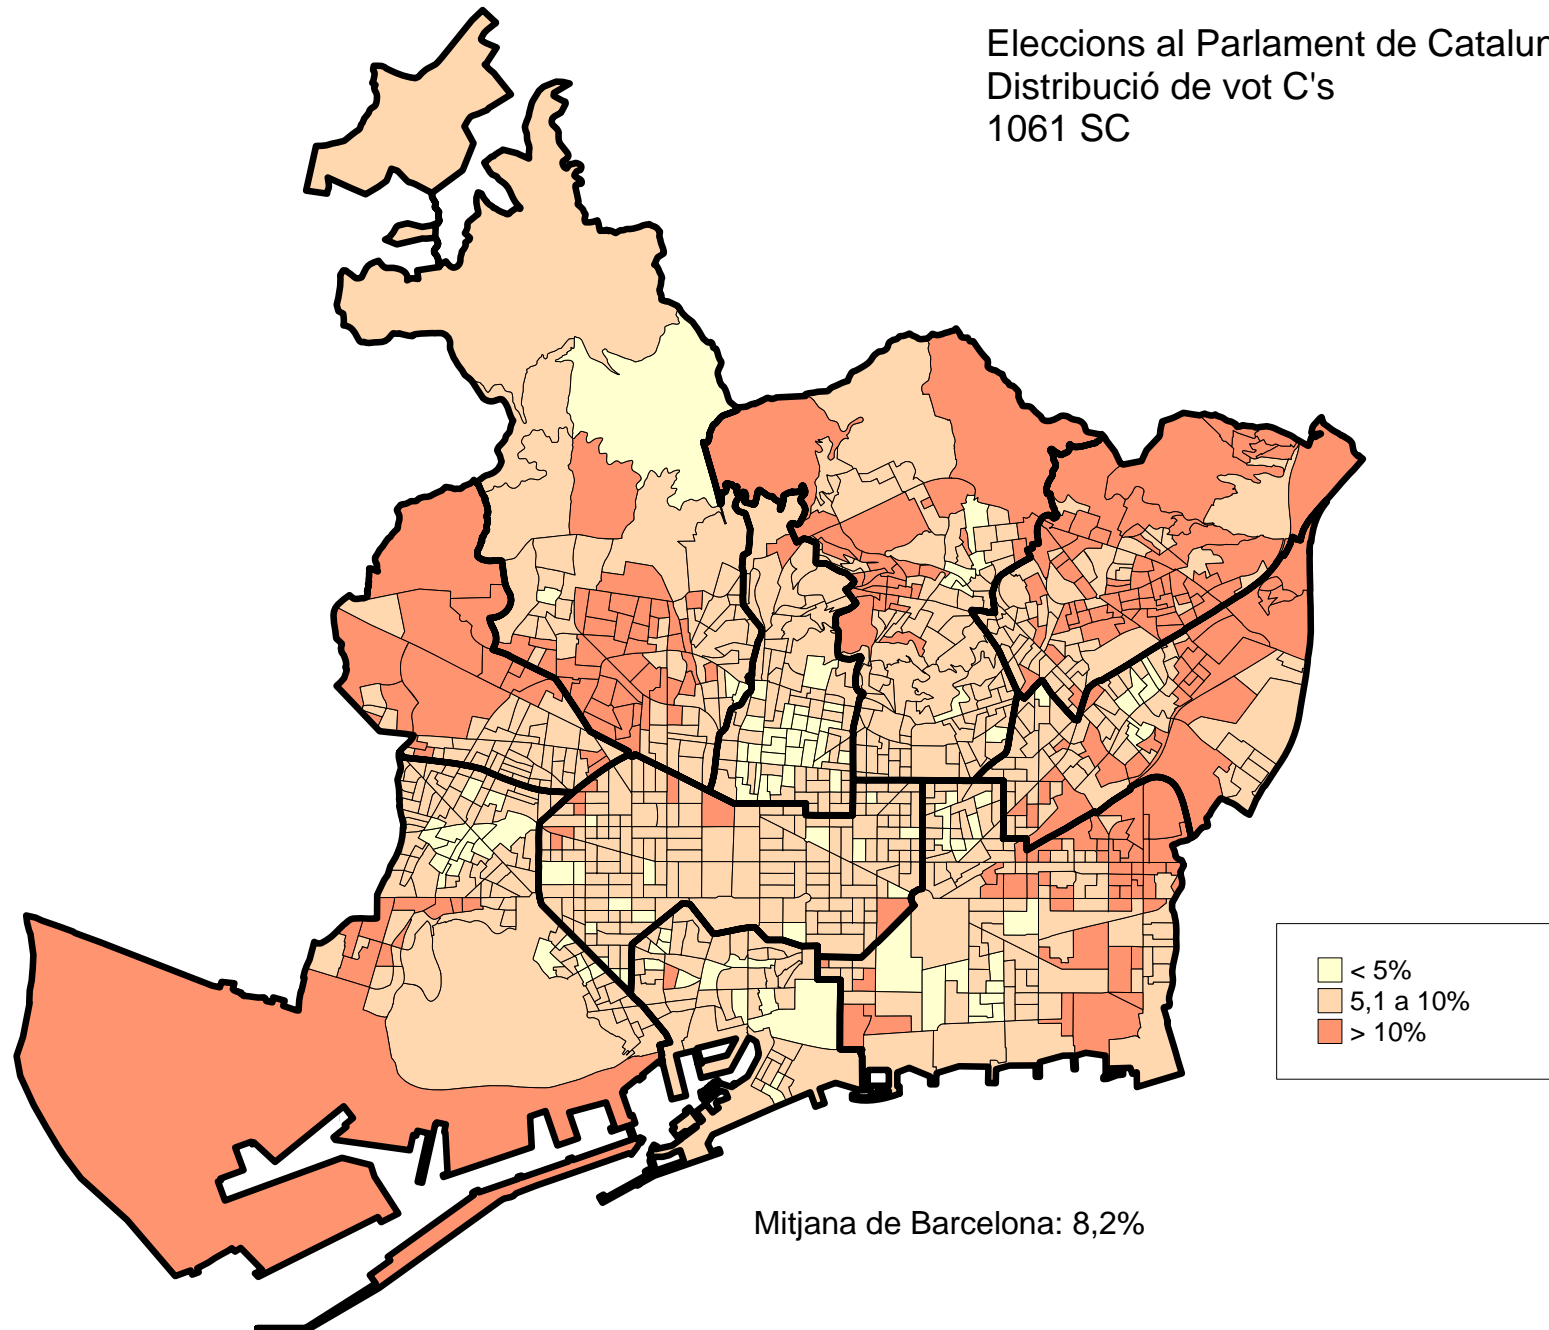 Eleccions al Parlament de Catalun
Distribució de vot C's
1061 SC
< 5%
5,1 a 10%
> 10%
Mitjana de Barcelona: 8,2%